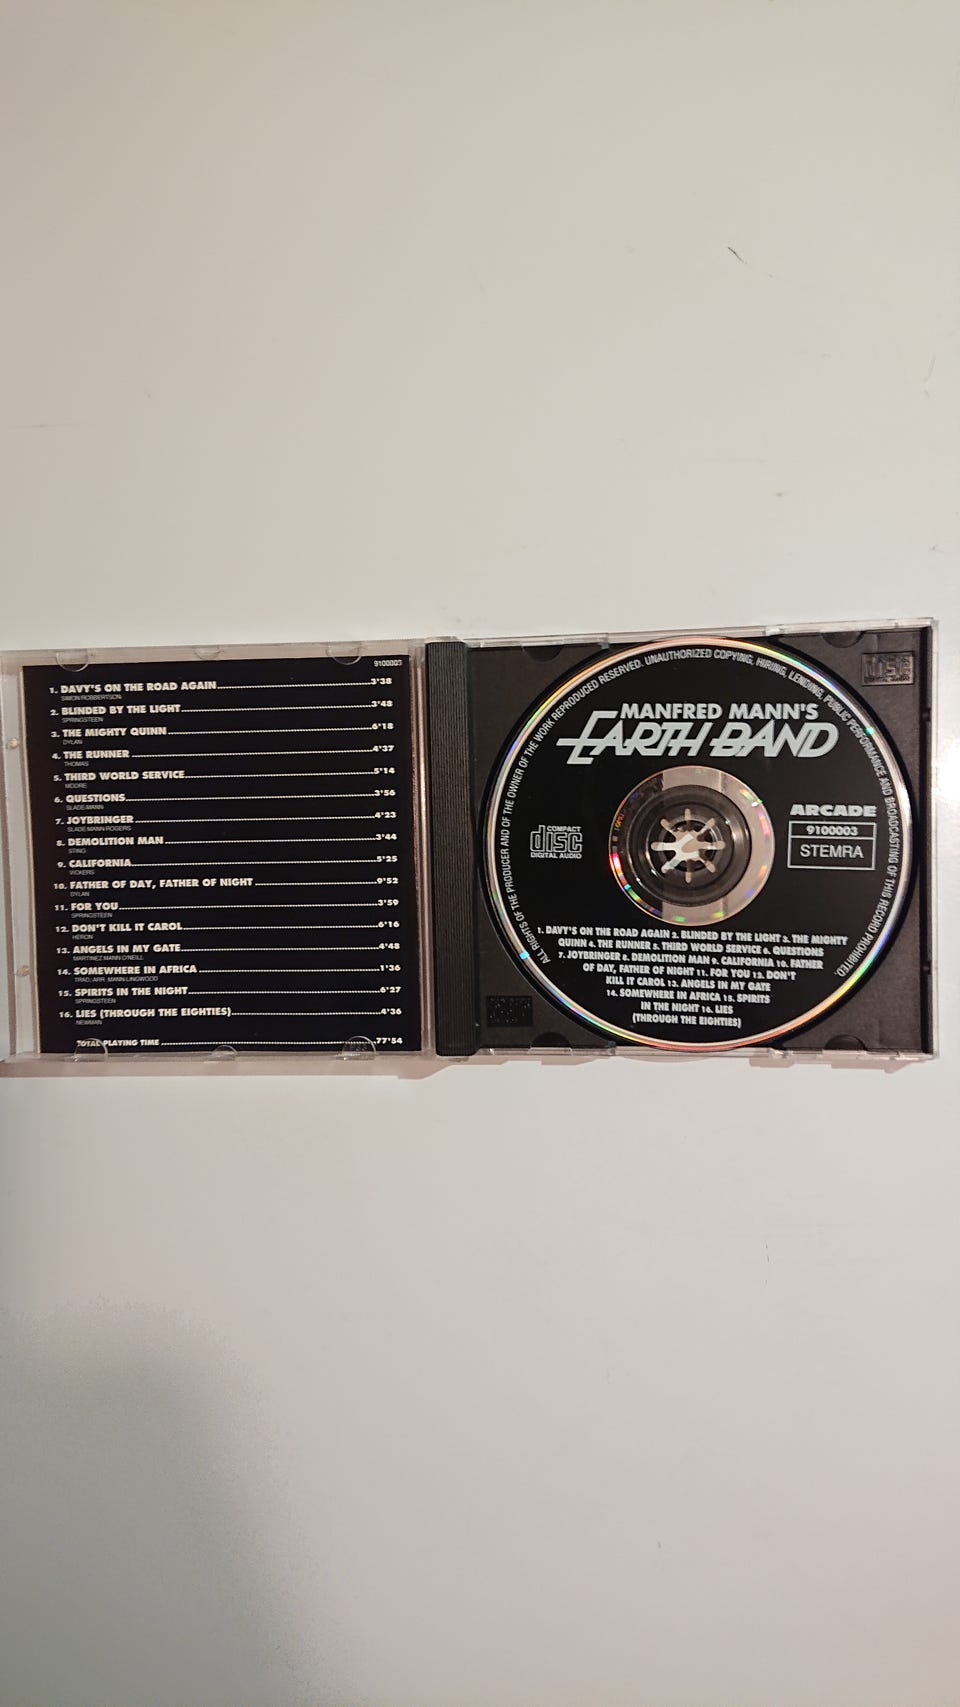 9100003
1. DAVY'S ON THE ROAD AGAIN 3'38
SIMON/ROBBERTSON
2. BLINDED BY THE LIGHT 3'48
SPRINGSTEEN
3. THE MIGHTY QUINN 6'18
DYLAN
4. THE RUNNER 4'37
THOMAS
5. THIRD WORLD SERVICE 5'14
MOORE
6. QUESTIONS 3'56
SLADE/MANN
7. JOYBRINGER 4'23
SLADE/MANN/ROGERS
8. DEMOLITION MAN 3'44
STING
9. CALIFORNIA 5'25
VICKERS
10. FATHER OF DAY, FATHER OF NIGHT 9'52
DYLAN
11. FOR YOU 3'59
SPRINGSTEEN
12. DON'T KILL IT CAROL 6'16
HERON
13. ANGELS IN MY GATE 4'48
MARTINEZ/MANN/O'NEILL
14. SOMEWHERE IN AFRICA 1'36
TRAD. ARR. MANN/LINGWOOD
15. SPIRITS IN THE NIGHT 6'27
SPRINGSTEEN
16. LIES (THROUGH THE EIGHTIES) 4'36
NEWMAN
TOTAL PLAYING TIME 77'54
ALL RIGHTS OF THE PRODUCER AND OF THE OWNER OF THE WORK REPRODUCED RESERVED. UNAUTHORIZED COPYING, HIRING, LENDING, PUBLIC PERFORMANCE AND BROADCASTING OF THIS RECORD PROHIBITED.
MANFRED MANN'S
EARTH BAND
ARCADE
9100003
STEMRA
COMPACT
disc
DIGITAL AUDIO
1. DAVY'S ON THE ROAD AGAIN 2. BLINDED BY THE LIGHT 3. THE MIGHTY
QUINN 4. THE RUNNER 5. THIRD WORLD SERVICE 6. QUESTIONS
7. JOYBRINGER 8. DEMOLITION MAN 9. CALIFORNIA 10. FATHER
OF DAY, FATHER OF NIGHT 11. FOR YOU 12. DON'T
KILL IT CAROL 13. ANGELS IN MY GATE
14. SOMEWHERE IN AFRICA 15. SPIRITS
IN THE NIGHT 16. LIES
(THROUGH THE EIGHTIES)
disc